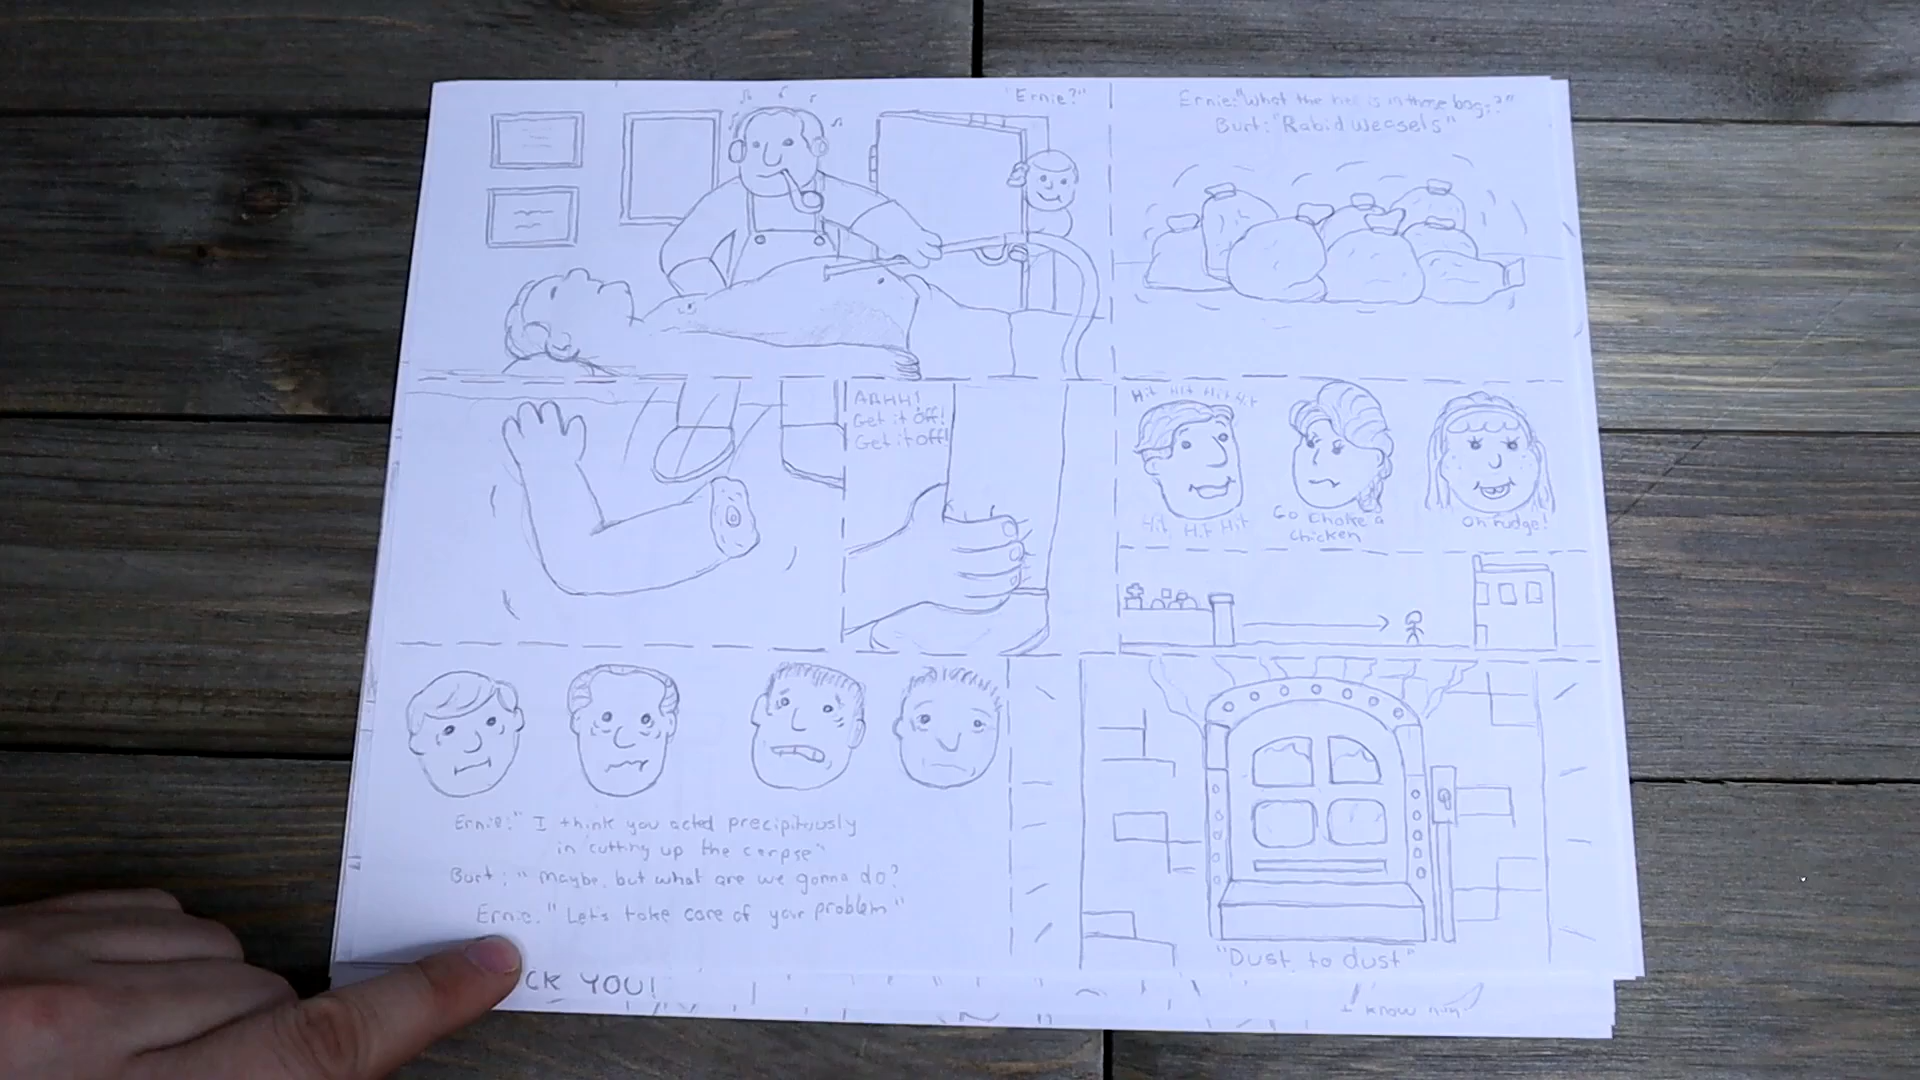 "Ernie?"
Ernie: "What the hell is in those bags?"
Burt: "Rabid Weasels"
AAHH!
Get it off!
Get it off!
Hit Hit Hit Hit
Hit Hit Hit
Go Choke a
Chicken
Oh fudge!
Ernie: "I think you acted precipitously
in cutting up the corpse"
Burt: "Maybe, but what are we gonna do?
Ernie. "Let's take care of your problem"
"Dust to dust"
CK YOU!
I know